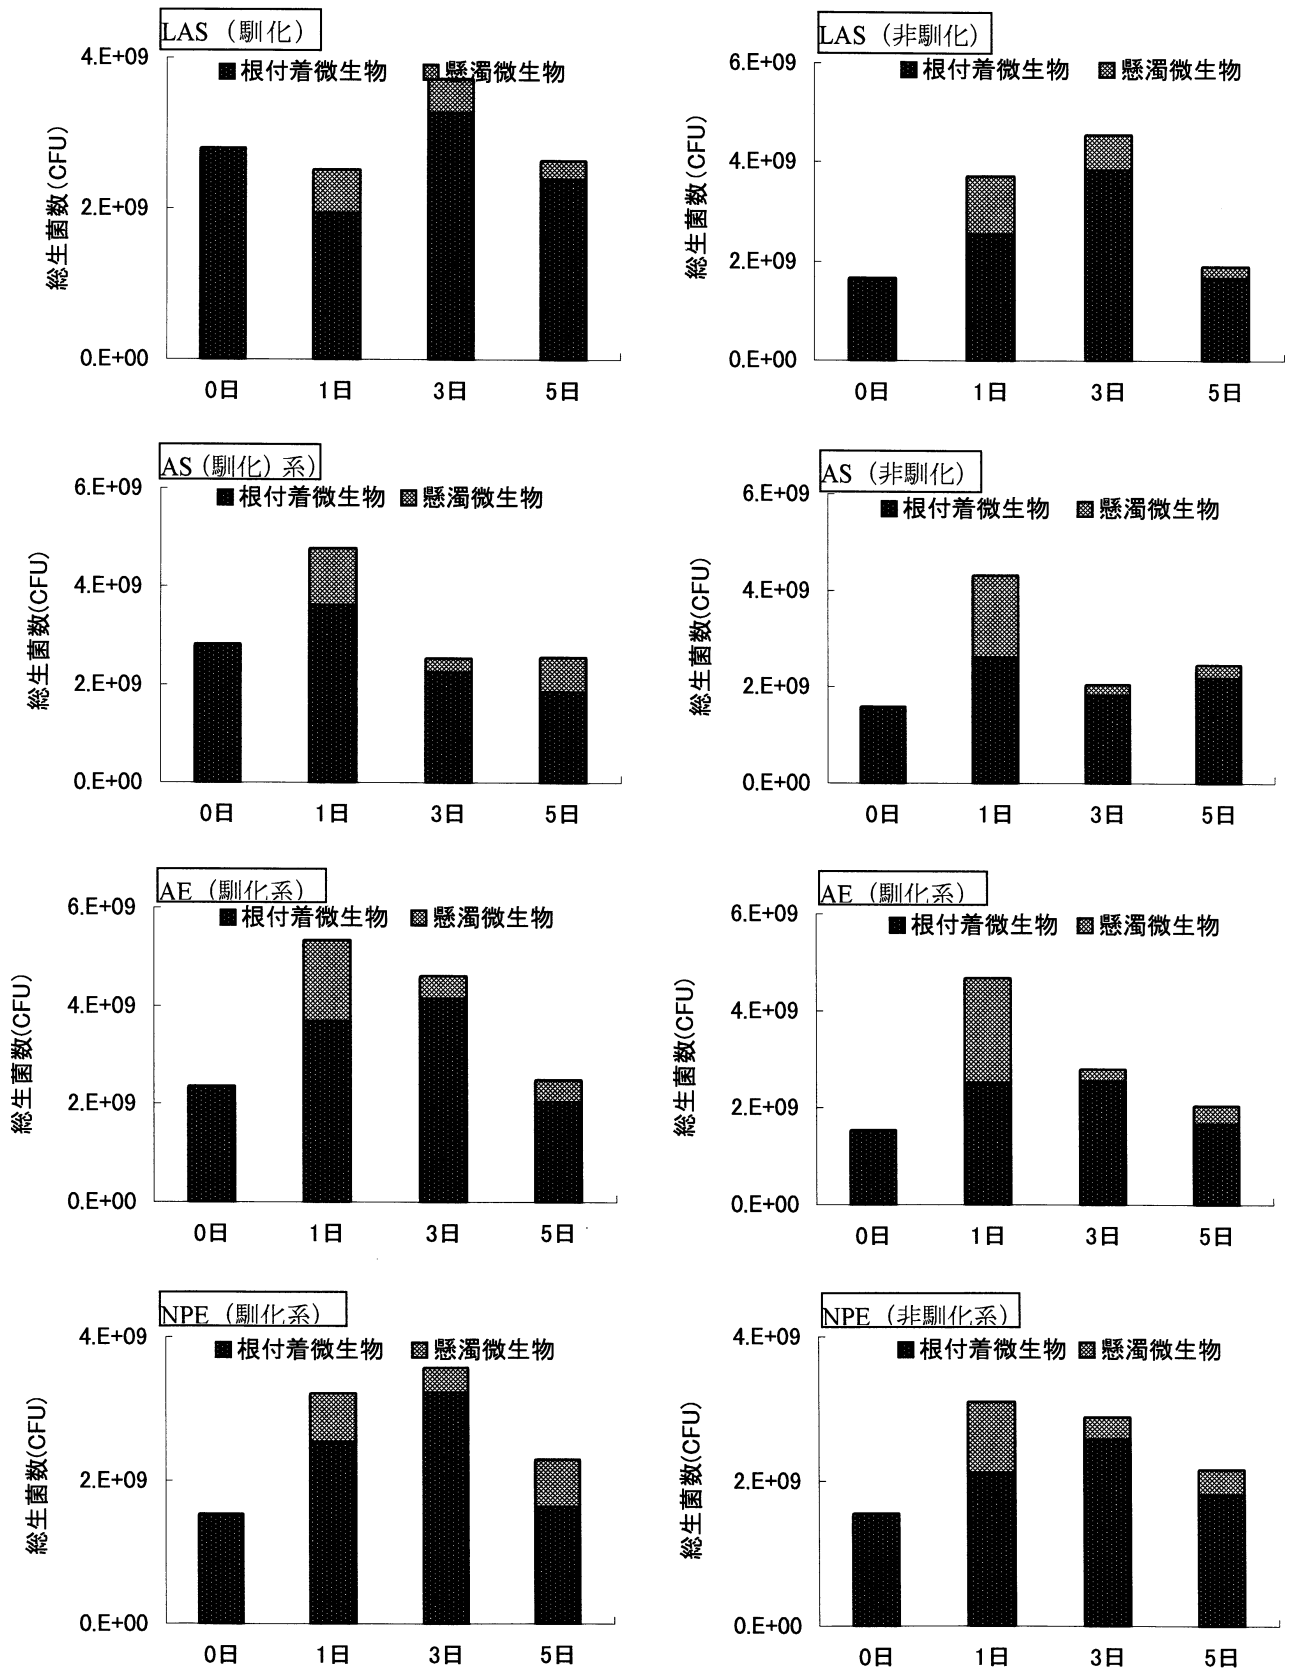 LAS（馴化）
4.E+09
根付着微生物 懸濁微生物
総生菌数(CFU)
2.E+09
0.E+00
0日 1日 3日 5日
LAS（非馴化）
6.E+09
根付着微生物 懸濁微生物
4.E+09
総生菌数(CFU)
2.E+09
0.E+00
0日 1日 3日 5日
AS（馴化）系）
6.E+09
根付着微生物 懸濁微生物
4.E+09
総生菌数(CFU)
2.E+09
0.E+00
0日 1日 3日 5日
AS（非馴化）
6.E+09
根付着微生物 懸濁微生物
4.E+09
総生菌数(CFU)
2.E+09
0.E+00
0日 1日 3日 5日
AE（馴化系）
6.E+09
根付着微生物 懸濁微生物
4.E+09
総生菌数(CFU)
2.E+09
0.E+00
0日 1日 3日 5日
AE（馴化系）
6.E+09
根付着微生物 懸濁微生物
4.E+09
総生菌数(CFU)
2.E+09
0.E+00
0日 1日 3日 5日
NPE（馴化系）
4.E+09
根付着微生物 懸濁微生物
総生菌数(CFU)
2.E+09
0.E+00
0日 1日 3日 5日
NPE（非馴化系）
4.E+09
根付着微生物 懸濁微生物
総生菌数(CFU)
2.E+09
0.E+00
0日 1日 3日 5日